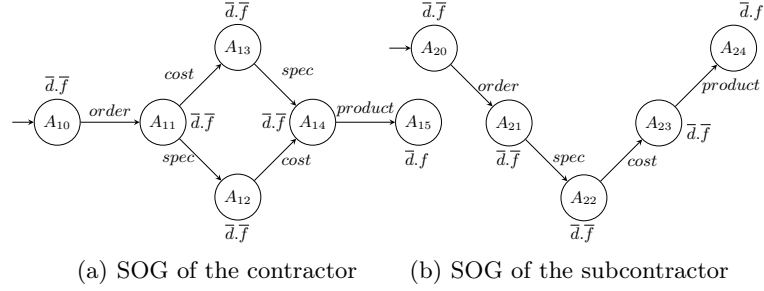 d̅.f̅
d̅.f̅
d̅.f
A₁₃
A₂₀
A₂₄
cost
spec
order
product
d̅.f̅
A₁₀
order
A₁₁
d̅.f̅
d̅.f̅
A₁₄
product
A₁₅
A₂₁
A₂₃
d̅.f̅
spec
cost
d̅.f
d̅.f̅
spec
cost
A₁₂
A₂₂
d̅.f̅
d̅.f̅
(a) SOG of the contractor
(b) SOG of the subcontractor